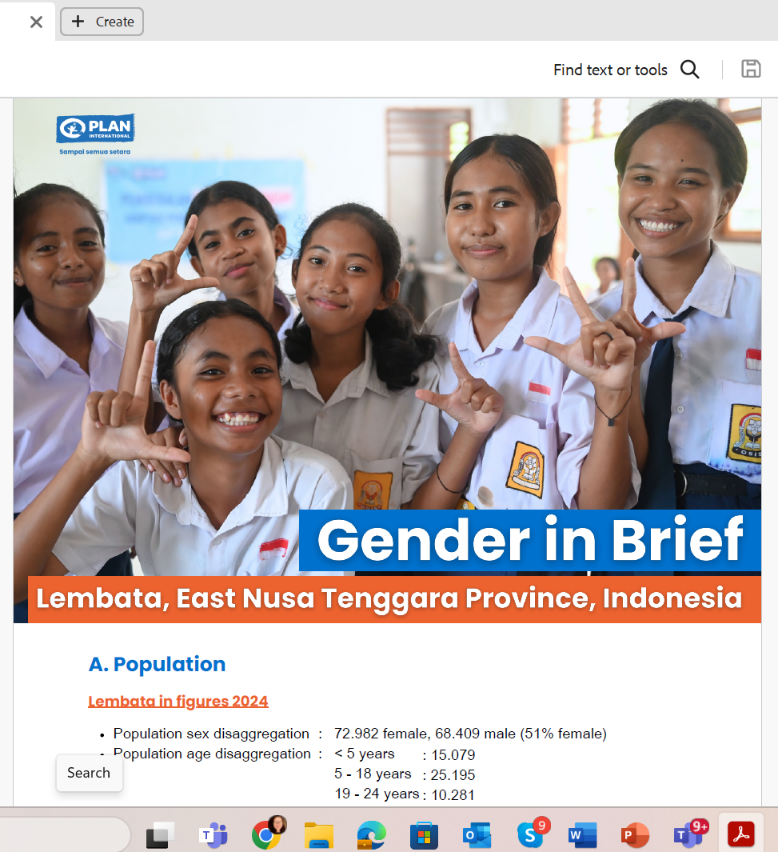 Create
Find text or tools
PLAN
INTERNATIONAL
Sampai semua setara
OSIS
Gender in Brief
Lembata, East Nusa Tenggara Province, Indonesia
A. Population
Lembata in figures 2024
• Population sex disaggregation : 72.982 female, 68.409 male (51% female)
• Population age disaggregation : < 5 years : 15.079
5 - 18 years : 25.195
19 - 24 years : 10.281
Search
9
9+